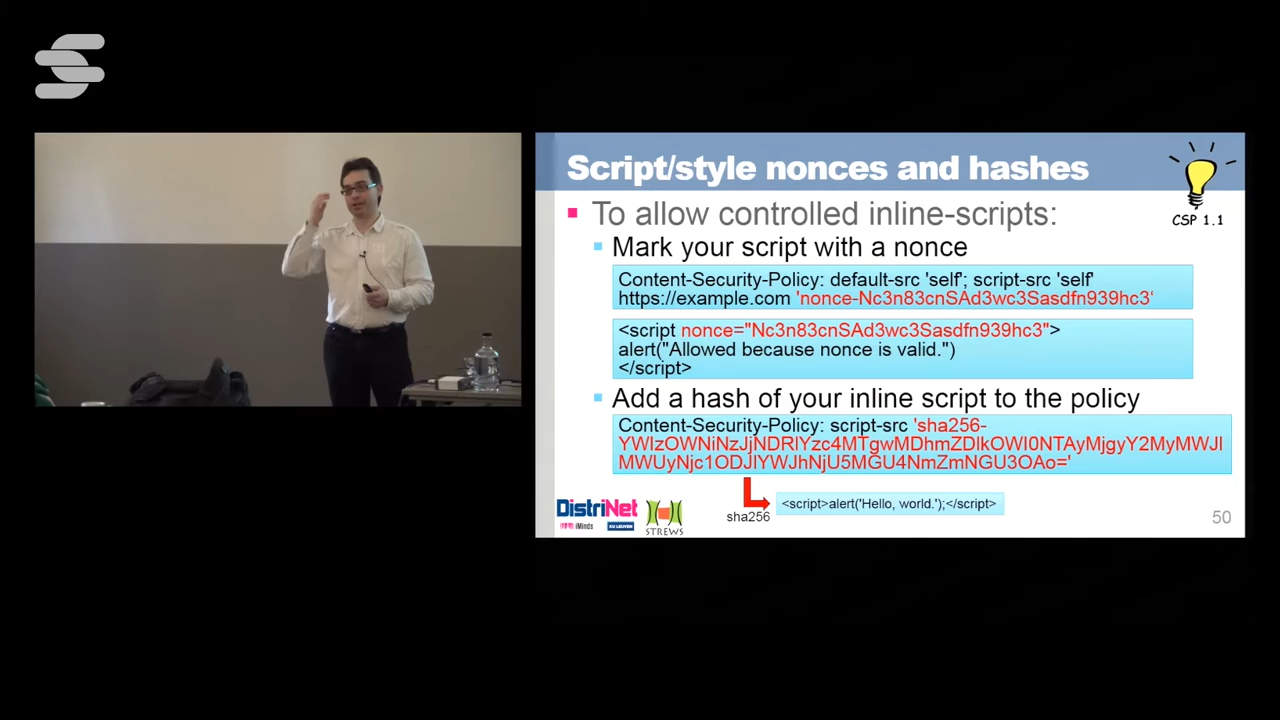 Script/style nonces and hashes
CSP 1.1
To allow controlled inline-scripts:
Mark your script with a nonce
Content-Security-Policy: default-src 'self'; script-src 'self'
https://example.com 'nonce-Nc3n83cnSAd3wc3Sasdfn939hc3‘
<script nonce="Nc3n83cnSAd3wc3Sasdfn939hc3">
alert("Allowed because nonce is valid.")
</script>
Add a hash of your inline script to the policy
Content-Security-Policy: script-src 'sha256-
YWIzOWNiNzJjNDRlYzc4MTgwMDhmZDlkOWI0NTAyMjgyY2MyMWJl
MWUyNjc1ODJlYWJhNjU5MGU4NmZmNGU3OAo='
sha256
<script>alert('Hello, world.');</script>
DistriNet
iMinds
KU LEUVEN
STREWS
50